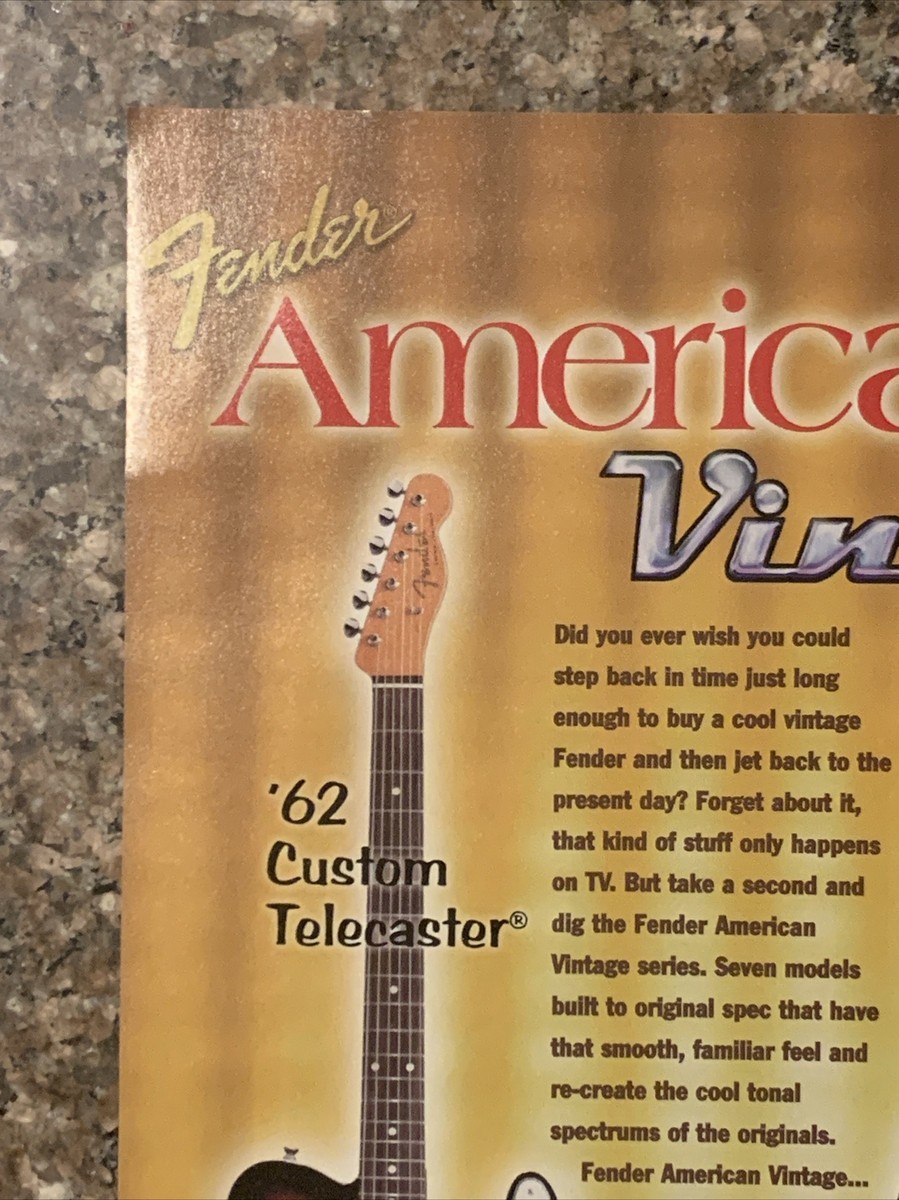 Fender®
America
Vin
Fender
'62
Custom
Telecaster®
Did you ever wish you could
step back in time just long
enough to buy a cool vintage
Fender and then jet back to the
present day? Forget about it,
that kind of stuff only happens
on TV. But take a second and
dig the Fender American
Vintage series. Seven models
built to original spec that have
that smooth, familiar feel and
re-create the cool tonal
spectrums of the originals.
Fender American Vintage...